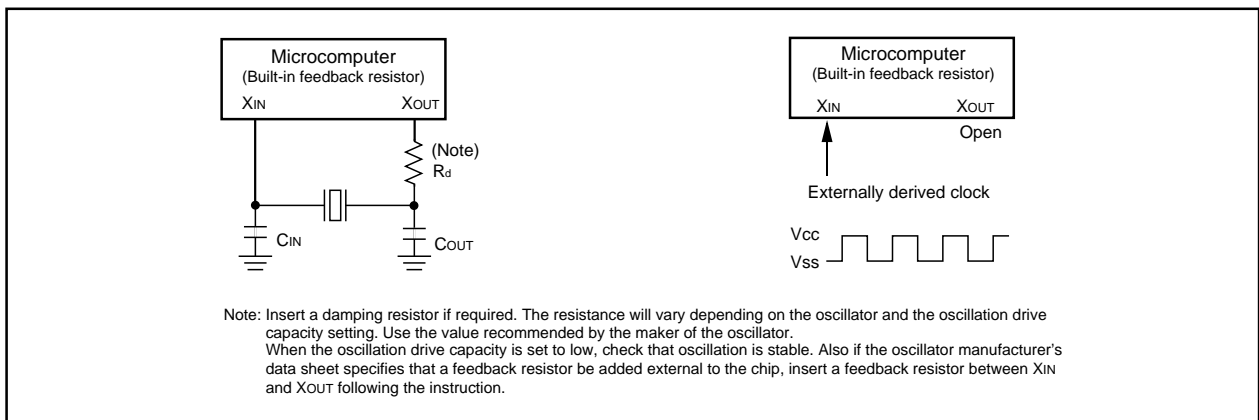 Microcomputer
(Built-in feedback resistor)
XIN XOUT
(Note)
Rd
CIN
COUT
Microcomputer
(Built-in feedback resistor)
XIN XOUT
Open
Externally derived clock
Vcc
Vss
Note: Insert a damping resistor if required. The resistance will vary depending on the oscillator and the oscillation drive
capacity setting. Use the value recommended by the maker of the oscillator.
When the oscillation drive capacity is set to low, check that oscillation is stable. Also if the oscillator manufacturer's
data sheet specifies that a feedback resistor be added external to the chip, insert a feedback resistor between XIN
and XOUT following the instruction.